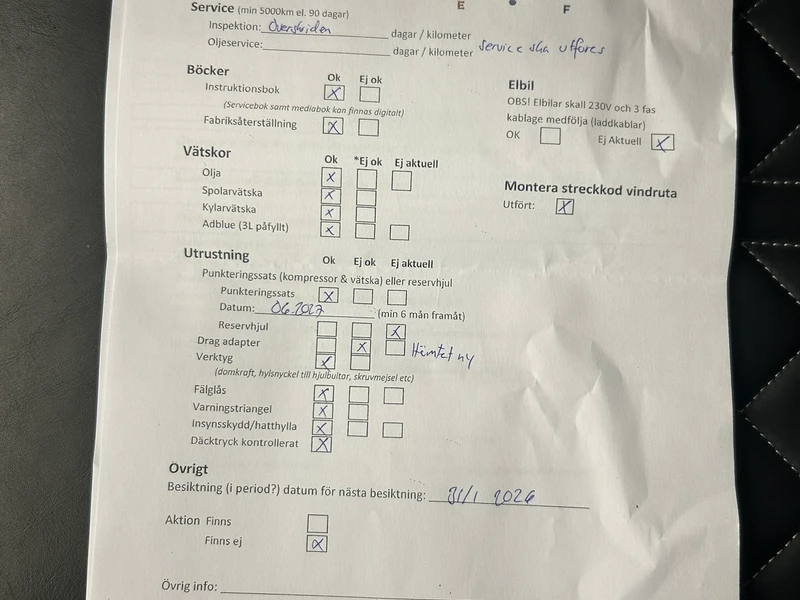 E F
Service (min 5000km el. 90 dagar)
Inspektion: Överskriden dagar / kilometer
Oljeservice: dagar / kilometer Service ska utföres
Böcker Ok Ej ok
Instruktionsbok X
(Servicebok samt mediabok kan finnas digitalt)
Fabriksåterställning X
Elbil
OBS! Elbilar skall 230V och 3 fas
kablage medfölja (laddkablar)
OK Ej Aktuell X
Vätskor Ok *Ej ok Ej aktuell
Olja X
Spolarvätska X
Kylarvätska X
Adblue (3L påfyllt) X
Montera streckkod vindruta
Utfört: X
Utrustning Ok Ej ok Ej aktuell
Punkteringssats (kompressor & vätska) eller reservhjul
Punkteringssats X
Datum: 06.2027 (min 6 mån framåt)
Reservhjul X
Drag adapter X Hämtet ny
Verktyg X
(domkraft, hylsnyckel till hjulbultar, skruvmejsel etc)
Fälglås X
Varningstriangel X
Insynsskydd/hatthylla X
Däcktryck kontrollerat X
Övrigt
Besiktning (i period?) datum för nästa besiktning: 31/1 2026
Aktion Finns
Finns ej X
Övrig info: